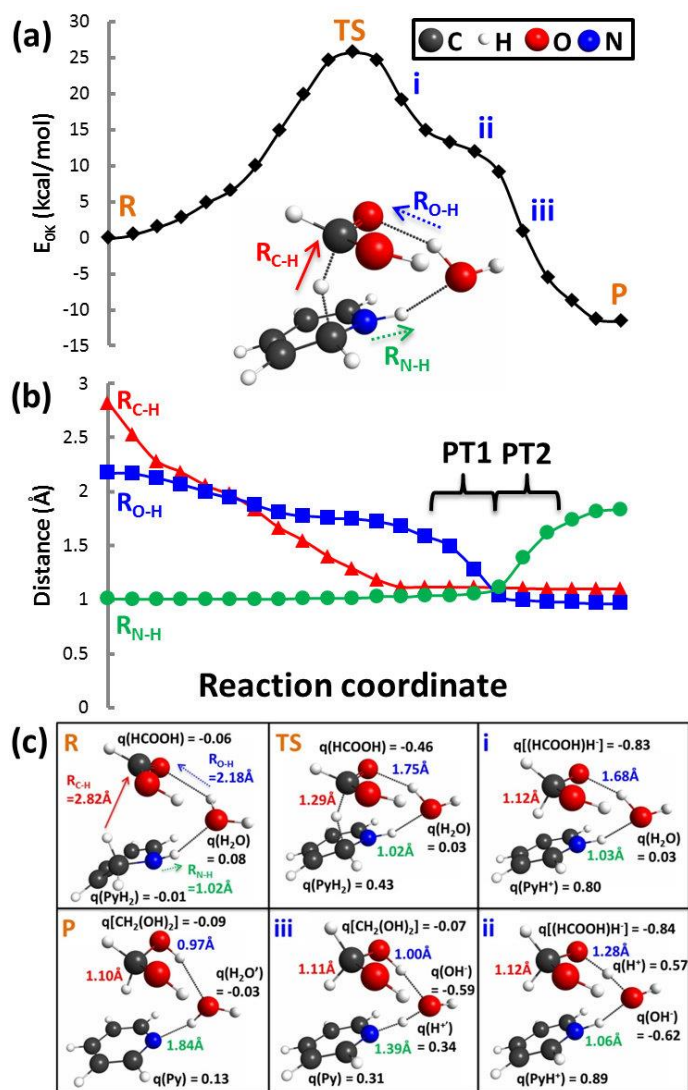 (a)
TS
C H O N
i
ii
iii
R
P
E0K (kcal/mol)
30
25
20
15
10
5
0
-5
-10
-15
RO-H
RC-H
RN-H
(b)
3
2.5
2
1.5
1
0.5
0
Distance (Å)
RC-H
RO-H
RN-H
PT1 PT2
Reaction coordinate
(c)
R
q(HCOOH) = -0.06
RO-H
=2.18Å
RC-H
=2.82Å
q(H2O)
= 0.08
RN-H
=1.02Å
q(PyH2) = -0.01
TS
q(HCOOH) = -0.46
1.75Å
1.29Å
q(H2O)
= 0.03
1.02Å
q(PyH2) = 0.43
i
q[(HCOOH)H-] = -0.83
1.68Å
1.12Å
q(H2O)
= 0.03
1.03Å
q(PyH+) = 0.80
P
q[CH2(OH)2] = -0.09
0.97Å
q(H2O')
= -0.03
1.10Å
1.84Å
q(Py) = 0.13
iii
q[CH2(OH)2] = -0.07
1.00Å
q(OH-)
= -0.59
1.11Å
q(H+')
= 0.34
1.39Å
q(Py) = 0.31
ii
q[(HCOOH)H-] = -0.84
1.28Å
q(H+) = 0.57
1.12Å
q(OH-)
= -0.62
1.06Å
q(PyH+) = 0.89